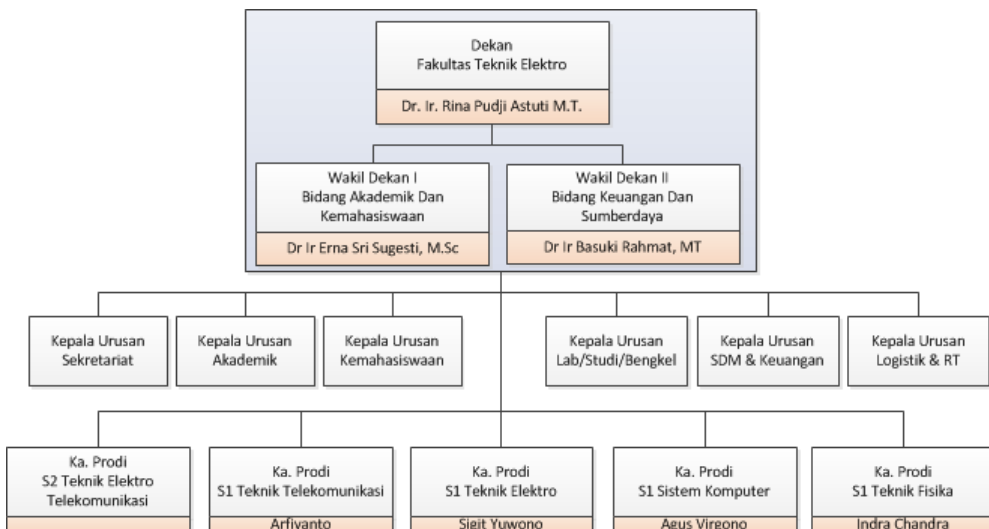 Dekan
Fakultas Teknik Elektro
Dr. Ir. Rina Pudji Astuti M.T.
Wakil Dekan I
Bidang Akademik Dan
Kemahasiswaan
Dr Ir Erna Sri Sugesti, M.Sc
Wakil Dekan II
Bidang Keuangan Dan
Sumberdaya
Dr Ir Basuki Rahmat, MT
Kepala Urusan
Sekretariat
Kepala Urusan
Akademik
Kepala Urusan
Kemahasiswaan
Kepala Urusan
Lab/Studi/Bengkel
Kepala Urusan
SDM & Keuangan
Kepala Urusan
Logistik & RT
Ka. Prodi
S2 Teknik Elektro
Telekomunikasi
Ka. Prodi
S1 Teknik Telekomunikasi
Arfiyanto
Ka. Prodi
S1 Teknik Elektro
Sigit Yuwono
Ka. Prodi
S1 Sistem Komputer
Agus Virgono
Ka. Prodi
S1 Teknik Fisika
Indra Chandra